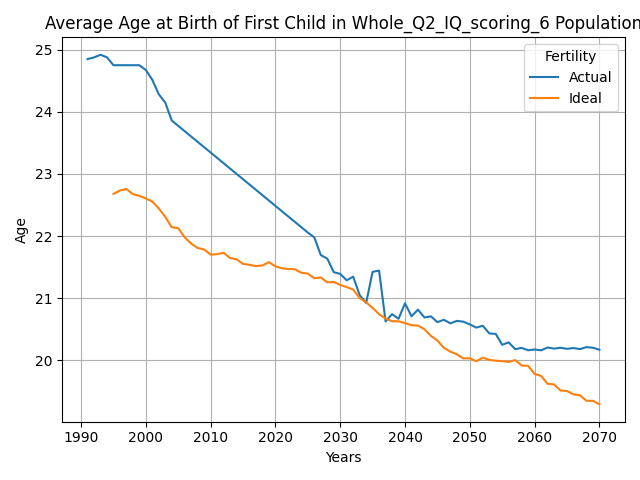 Average Age at Birth of First Child in Whole_Q2_IQ_scoring_6 Population
Fertility
Actual
Ideal
25
24
23
22
21
20
Age
1990
2000
2010
2020
2030
2040
2050
2060
2070
Years